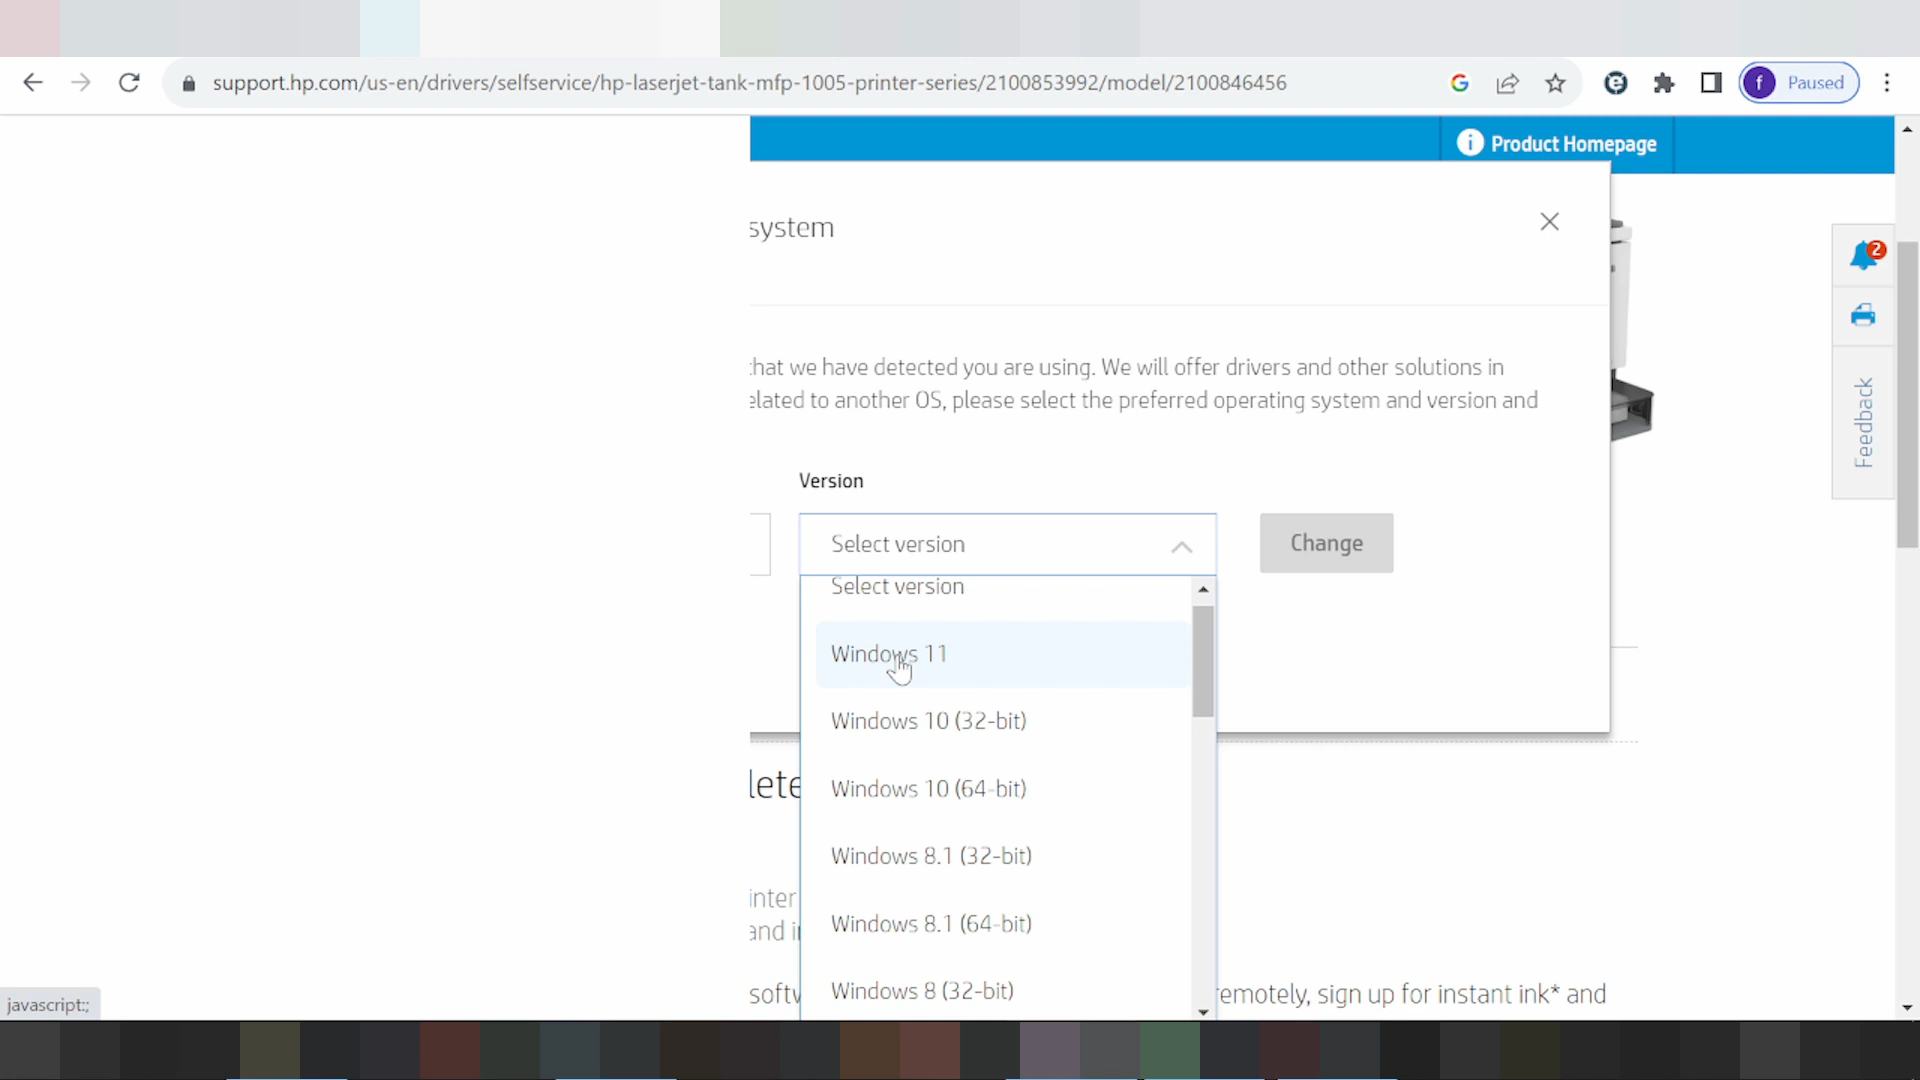 support.hp.com/us-en/drivers/selfservice/hp-laserjet-tank-mfp-1005-printer-series/2100853992/model/2100846456
f Paused
Product Homepage
system
2
that we have detected you are using. We will offer drivers and other solutions in
elated to another OS, please select the preferred operating system and version and
Feedback
Version
Select version
Change
Select version
Windows 11
Windows 10 (32-bit)
Windows 10 (64-bit)
lete
Windows 8.1 (32-bit)
inter
Windows 8.1 (64-bit)
and i
Windows 8 (32-bit)
softw
emotely, sign up for instant ink* and
javascript:;